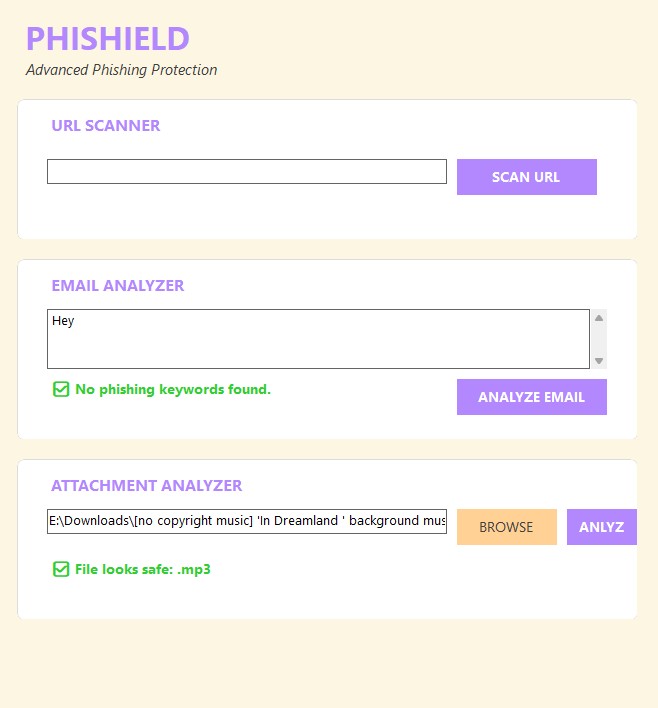 PHISHIELD
Advanced Phishing Protection
URL SCANNER
SCAN URL
EMAIL ANALYZER
Hey
No phishing keywords found.
ANALYZE EMAIL
ATTACHMENT ANALYZER
E:\Downloads\[no copyright music] 'In Dreamland ' background mus
BROWSE
ANLYZ
File looks safe: .mp3